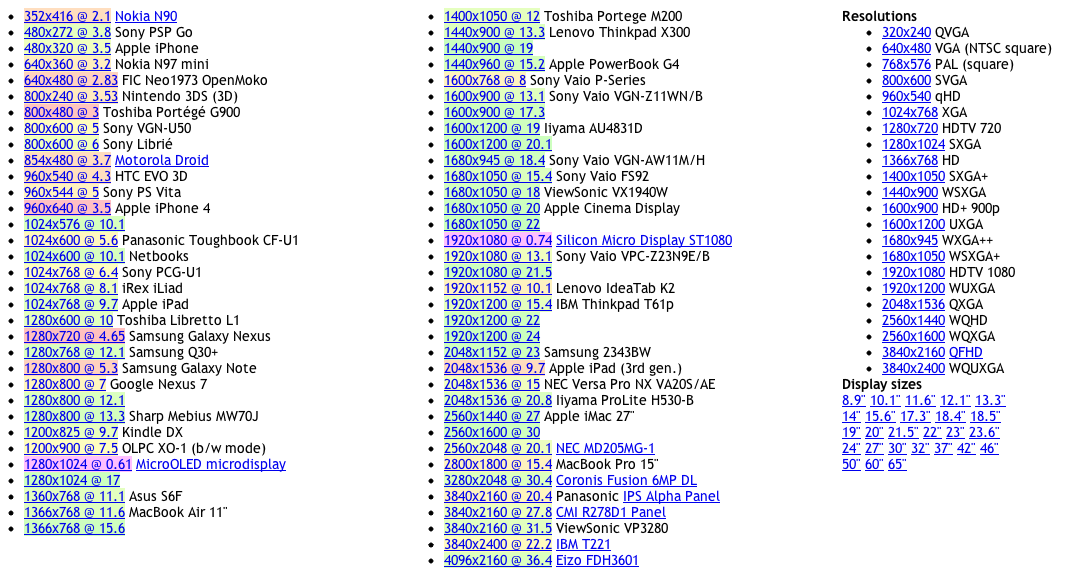 352x416 @ 2.1 Nokia N90
480x272 @ 3.8 Sony PSP Go
480x320 @ 3.5 Apple iPhone
640x360 @ 3.2 Nokia N97 mini
640x480 @ 2.83 FIC Neo1973 OpenMoko
800x240 @ 3.53 Nintendo 3DS (3D)
800x480 @ 3 Toshiba Portégé G900
800x600 @ 5 Sony VGN-U50
800x600 @ 6 Sony Librié
854x480 @ 3.7 Motorola Droid
960x540 @ 4.3 HTC EVO 3D
960x544 @ 5 Sony PS Vita
960x640 @ 3.5 Apple iPhone 4
1024x576 @ 10.1
1024x600 @ 5.6 Panasonic Toughbook CF-U1
1024x600 @ 10.1 Netbooks
1024x768 @ 6.4 Sony PCG-U1
1024x768 @ 8.1 iRex iLiad
1024x768 @ 9.7 Apple iPad
1280x600 @ 10 Toshiba Libretto L1
1280x720 @ 4.65 Samsung Galaxy Nexus
1280x768 @ 12.1 Samsung Q30+
1280x800 @ 5.3 Samsung Galaxy Note
1280x800 @ 7 Google Nexus 7
1280x800 @ 12.1
1280x800 @ 13.3 Sharp Mebius MW70J
1200x825 @ 9.7 Kindle DX
1200x900 @ 7.5 OLPC XO-1 (b/w mode)
1280x1024 @ 0.61 MicroOLED microdisplay
1280x1024 @ 17
1360x768 @ 11.1 Asus S6F
1366x768 @ 11.6 MacBook Air 11"
1366x768 @ 15.6
1400x1050 @ 12 Toshiba Portege M200
1440x900 @ 13.3 Lenovo Thinkpad X300
1440x900 @ 19
1440x960 @ 15.2 Apple PowerBook G4
1600x768 @ 8 Sony Vaio P-Series
1600x900 @ 13.1 Sony Vaio VGN-Z11WN/B
1600x900 @ 17.3
1600x1200 @ 19 Iiyama AU4831D
1600x1200 @ 20.1
1680x945 @ 18.4 Sony Vaio VGN-AW11M/H
1680x1050 @ 15.4 Sony Vaio FS92
1680x1050 @ 18 ViewSonic VX1940W
1680x1050 @ 20 Apple Cinema Display
1680x1050 @ 22
1920x1080 @ 0.74 Silicon Micro Display ST1080
1920x1080 @ 13.1 Sony Vaio VPC-Z23N9E/B
1920x1080 @ 21.5
1920x1152 @ 10.1 Lenovo IdeaTab K2
1920x1200 @ 15.4 IBM Thinkpad T61p
1920x1200 @ 22
1920x1200 @ 24
2048x1152 @ 23 Samsung 2343BW
2048x1536 @ 9.7 Apple iPad (3rd gen.)
2048x1536 @ 15 NEC Versa Pro NX VA20S/AE
2048x1536 @ 20.8 Iiyama ProLite H530-B
2560x1440 @ 27 Apple iMac 27"
2560x1600 @ 30
2560x2048 @ 20.1 NEC MD205MG-1
2800x1800 @ 15.4 MacBook Pro 15"
3280x2048 @ 30.4 Coronis Fusion 6MP DL
3840x2160 @ 20.4 Panasonic IPS Alpha Panel
3840x2160 @ 27.8 CMI R278D1 Panel
3840x2160 @ 31.5 ViewSonic VP3280
3840x2400 @ 22.2 IBM T221
4096x2160 @ 36.4 Eizo FDH3601
Resolutions
320x240 QVGA
640x480 VGA (NTSC square)
768x576 PAL (square)
800x600 SVGA
960x540 qHD
1024x768 XGA
1280x720 HDTV 720
1280x1024 SXGA
1366x768 HD
1400x1050 SXGA+
1440x900 WSXGA
1600x900 HD+ 900p
1600x1200 UXGA
1680x945 WXGA++
1680x1050 WSXGA+
1920x1080 HDTV 1080
1920x1200 WUXGA
2048x1536 QXGA
2560x1440 WQHD
2560x1600 WQXGA
3840x2160 QFHD
3840x2400 WQUXGA
Display sizes
8.9" 10.1" 11.6" 12.1" 13.3"
14" 15.6" 17.3" 18.4" 18.5"
19" 20" 21.5" 22" 23" 23.6"
24" 27" 30" 32" 37" 42" 46"
50" 60" 65"